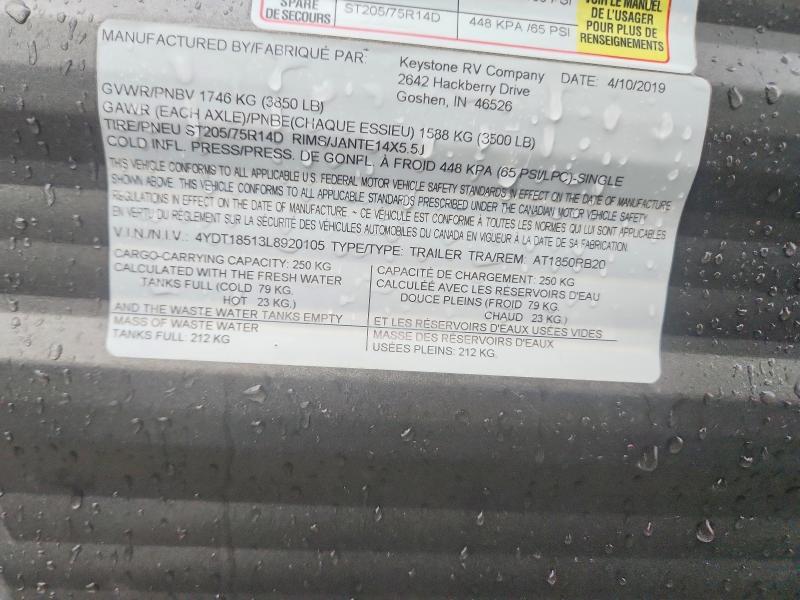 SPARE
DE SECOURS
ST205/75R14D
448 KPA /65 PSI
VOIR LE MANUEL
DE L'USAGER
POUR PLUS DE
RENSEIGNEMENTS
MANUFACTURED BY/FABRIQUÉ PAR:
Keystone RV Company
2642 Hackberry Drive
Goshen, IN 46526
DATE: 4/10/2019
GVWR/PNBV 1746 KG (3850 LB)
GAWR (EACH AXLE)/PNBE(CHAQUE ESSIEU) 1588 KG (3500 LB)
TIRE/PNEU ST205/75R14D RIMS/JANTE14X5.5J
COLD INFL. PRESS/PRESS. DE GONFL. À FROID 448 KPA (65 PSI/LPC)-SINGLE
THIS VEHICLE CONFORMS TO ALL APPLICABLE U.S. FEDERAL MOTOR VEHICLE SAFETY STANDARDS IN EFFECT ON THE DATE OF MANUFACTURE
SHOWN ABOVE. THIS VEHICLE CONFORMS TO ALL APPLICABLE STANDARDS PRESCRIBED UNDER THE CANADIAN MOTOR VEHICLE SAFETY
REGULATIONS IN EFFECT ON THE DATE OF MANUFACTURE ~ CE VÉHICULE EST CONFORME À TOUTES LES NORMES QUI LUI SONT APPLICABLES
EN VERTU DU RÈGLEMENT SUR LA SÉCURITÉ DES VÉHICULES AUTOMOBILES DU CANADA EN VIGUEUR À LA DATE DE SA FABRICATION.
V.I.N./N.I.V.: 4YDT18513L8920105 TYPE/TYPE: TRAILER TRA/REM: AT1850RB20
CARGO-CARRYING CAPACITY: 250 KG
CALCULATED WITH THE FRESH WATER
TANKS FULL (COLD 79 KG.
HOT 23 KG.)
AND THE WASTE WATER TANKS EMPTY
MASS OF WASTE WATER
TANKS FULL: 212 KG
CAPACITÉ DE CHARGEMENT: 250 KG
CALCULÉE AVEC LES RÉSERVOIRS D'EAU
DOUCE PLEINS (FROID 79 KG.
CHAUD 23 KG.)
ET LES RÉSERVOIRS D'EAUX USÉES VIDES
MASSE DES RÉSERVOIRS D'EAUX
USÉES PLEINS: 212 KG.